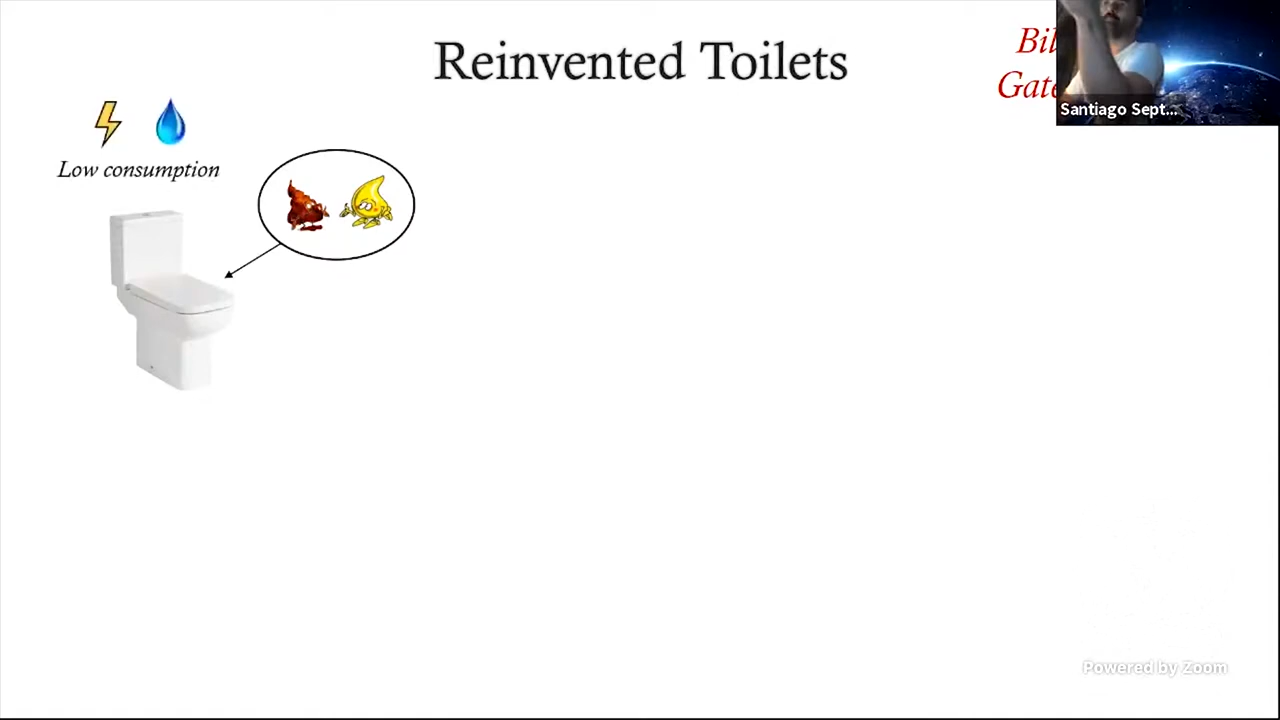 Reinvented Toilets
Santiago Sept...
Low consumption
Powered by Zoom